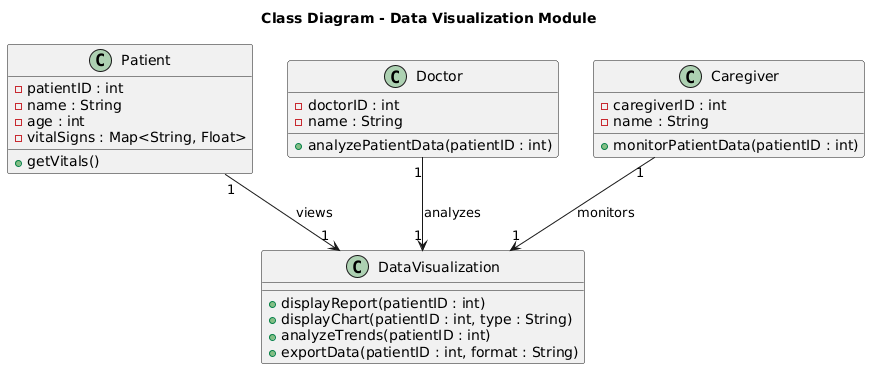 Class Diagram - Data Visualization Module
C Patient
patientID : int
name : String
age : int
vitalSigns : Map<String, Float>
getVitals()
C Doctor
doctorID : int
name : String
analyzePatientData(patientID : int)
C Caregiver
caregiverID : int
name : String
monitorPatientData(patientID : int)
1
views
1
1
analyzes
1
1
monitors
1
C DataVisualization
displayReport(patientID : int)
displayChart(patientID : int, type : String)
analyzeTrends(patientID : int)
exportData(patientID : int, format : String)